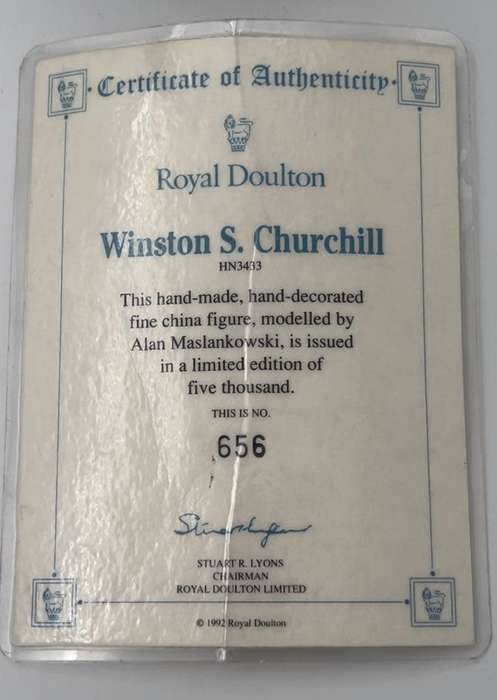 Certificate of Authenticity
Royal Doulton
Winston S. Churchill
HN3433
This hand-made, hand-decorated
fine china figure, modelled by
Alan Maslankowski, is issued
in a limited edition of
five thousand.
THIS IS NO.
656
STUART R. LYONS
CHAIRMAN
ROYAL DOULTON LIMITED
© 1992 Royal Doulton